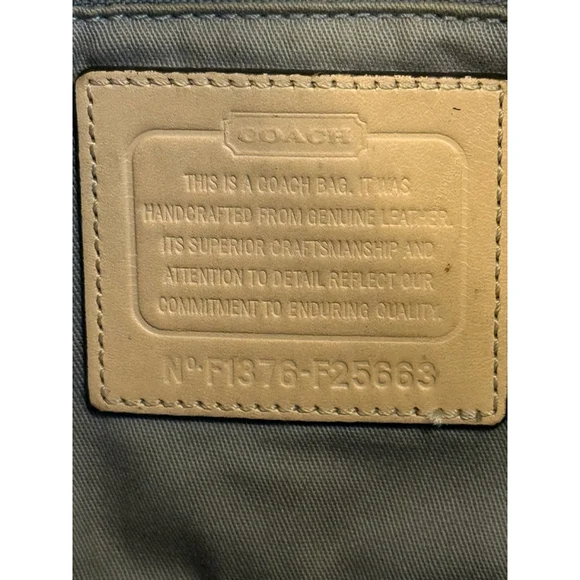 COACH
THIS IS A COACH BAG. IT WAS
HANDCRAFTED FROM GENUINE LEATHER.
ITS SUPERIOR CRAFTSMANSHIP AND
ATTENTION TO DETAIL REFLECT OUR
COMMITMENT TO ENDURING QUALITY.
Nº F1376-F25663